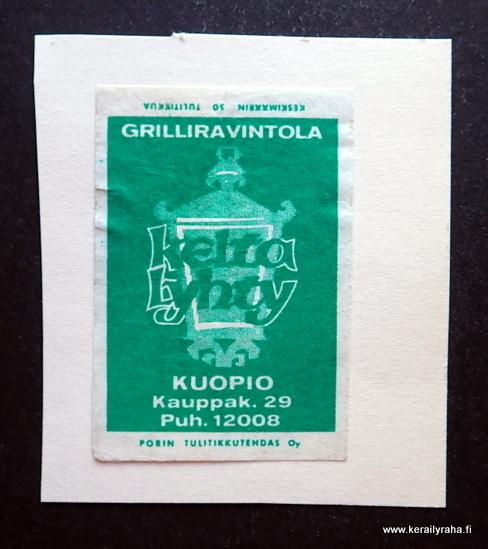 KESKIMÄÄRIN 50 TULITIKKUA
GRILLIRAVINTOLA
kelta
lyhty
KUOPIO
Kauppak. 29
Puh. 12008
PORIN TULITIKKUTEHDAS Oy
www.kerailyraha.fi